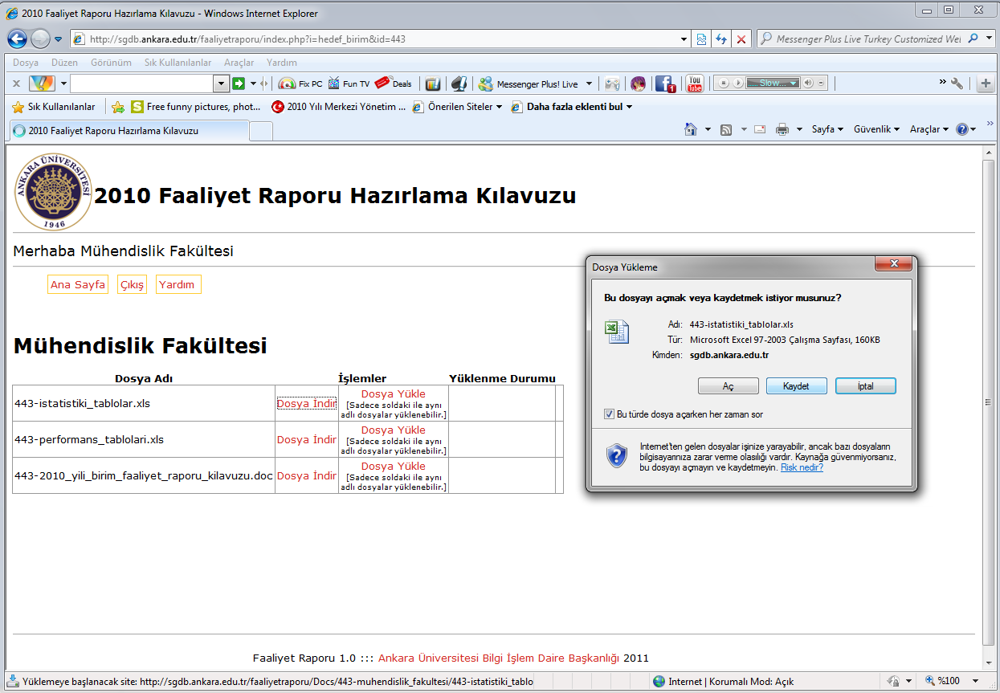 2010 Faaliyet Raporu Hazırlama Kılavuzu - Windows Internet Explorer
http://sgdb.ankara.edu.tr/faaliyetraporu/index.php?i=hedef_birim&id=443
Messenger Plus Live Turkey Customized Wel
Dosya Düzen Görünüm Sık Kullanılanlar Araçlar Yardım
Fix PC Fun TV Deals Messenger Plus! Live 1 You Tube Slow...
Sık Kullanılanlar Free funny pictures, phot... 2010 Yılı Merkezi Yönetim ... Önerilen Siteler Daha fazla eklenti bul
2010 Faaliyet Raporu Hazırlama Kılavuzu
Sayfa Güvenlik Araçlar
ANKARA ÜNİVERSİTESİ
1946
2010 Faaliyet Raporu Hazırlama Kılavuzu
Merhaba Mühendislik Fakültesi
Ana Sayfa Çıkış Yardım
Mühendislik Fakültesi
Dosya Adı İşlemler Yüklenme Durumu
443-istatistiki_tablolar.xls Dosya İndir Dosya Yükle
[Sadece soldaki ile aynı
adlı dosyalar yüklenebilir.]
443-performans_tablolari.xls Dosya İndir Dosya Yükle
[Sadece soldaki ile aynı
adlı dosyalar yüklenebilir.]
443-2010_yili_birim_faaliyet_raporu_kilavuzu.doc Dosya İndir Dosya Yükle
[Sadece soldaki ile aynı
adlı dosyalar yüklenebilir.]
Dosya Yükleme
Bu dosyayı açmak veya kaydetmek istiyor musunuz?
Adı: 443-istatistiki_tablolar.xls
Tür: Microsoft Excel 97-2003 Çalışma Sayfası, 160KB
Kimden: sgdb.ankara.edu.tr
Aç Kaydet İptal
Bu türde dosya açarken her zaman sor
Internet'ten gelen dosyalar işinize yarayabilir, ancak bazı dosyaların
bilgisayarınıza zarar verme olasılığı vardır. Kaynağa güvenmiyorsanız,
bu dosyayı açmayın ve kaydetmeyin. Risk nedir?
Faaliyet Raporu 1.0 ::: Ankara Üniversitesi Bilgi İşlem Daire Başkanlığı 2011
Yüklemeye başlanacak site: http://sgdb.ankara.edu.tr/faaliyetraporu/Docs/443-muhendislik_fakultesi/443-istatistiki_tablo
Internet | Korumalı Mod: Açık
%100